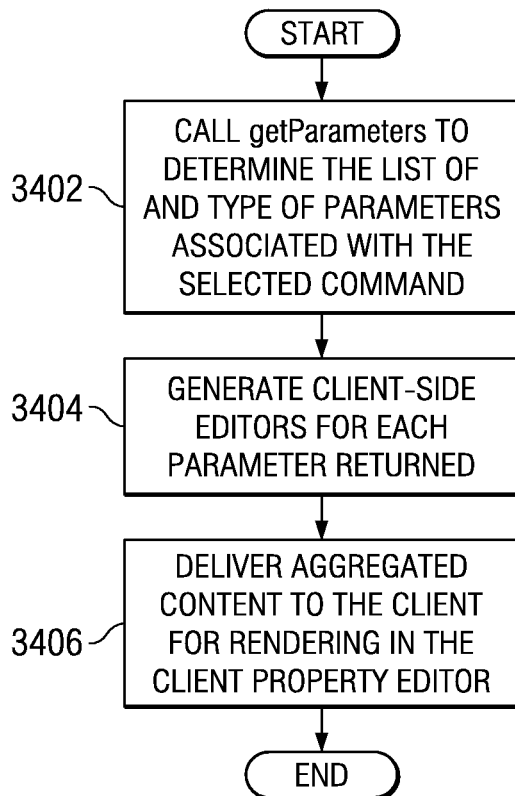 START
CALL getParameters TO
DETERMINE THE LIST OF
AND TYPE OF PARAMETERS
ASSOCIATED WITH THE
SELECTED COMMAND
3402
GENERATE CLIENT-SIDE
EDITORS FOR EACH
PARAMETER RETURNED
3404
DELIVER AGGREGATED
CONTENT TO THE CLIENT
FOR RENDERING IN THE
CLIENT PROPERTY EDITOR
3406
END